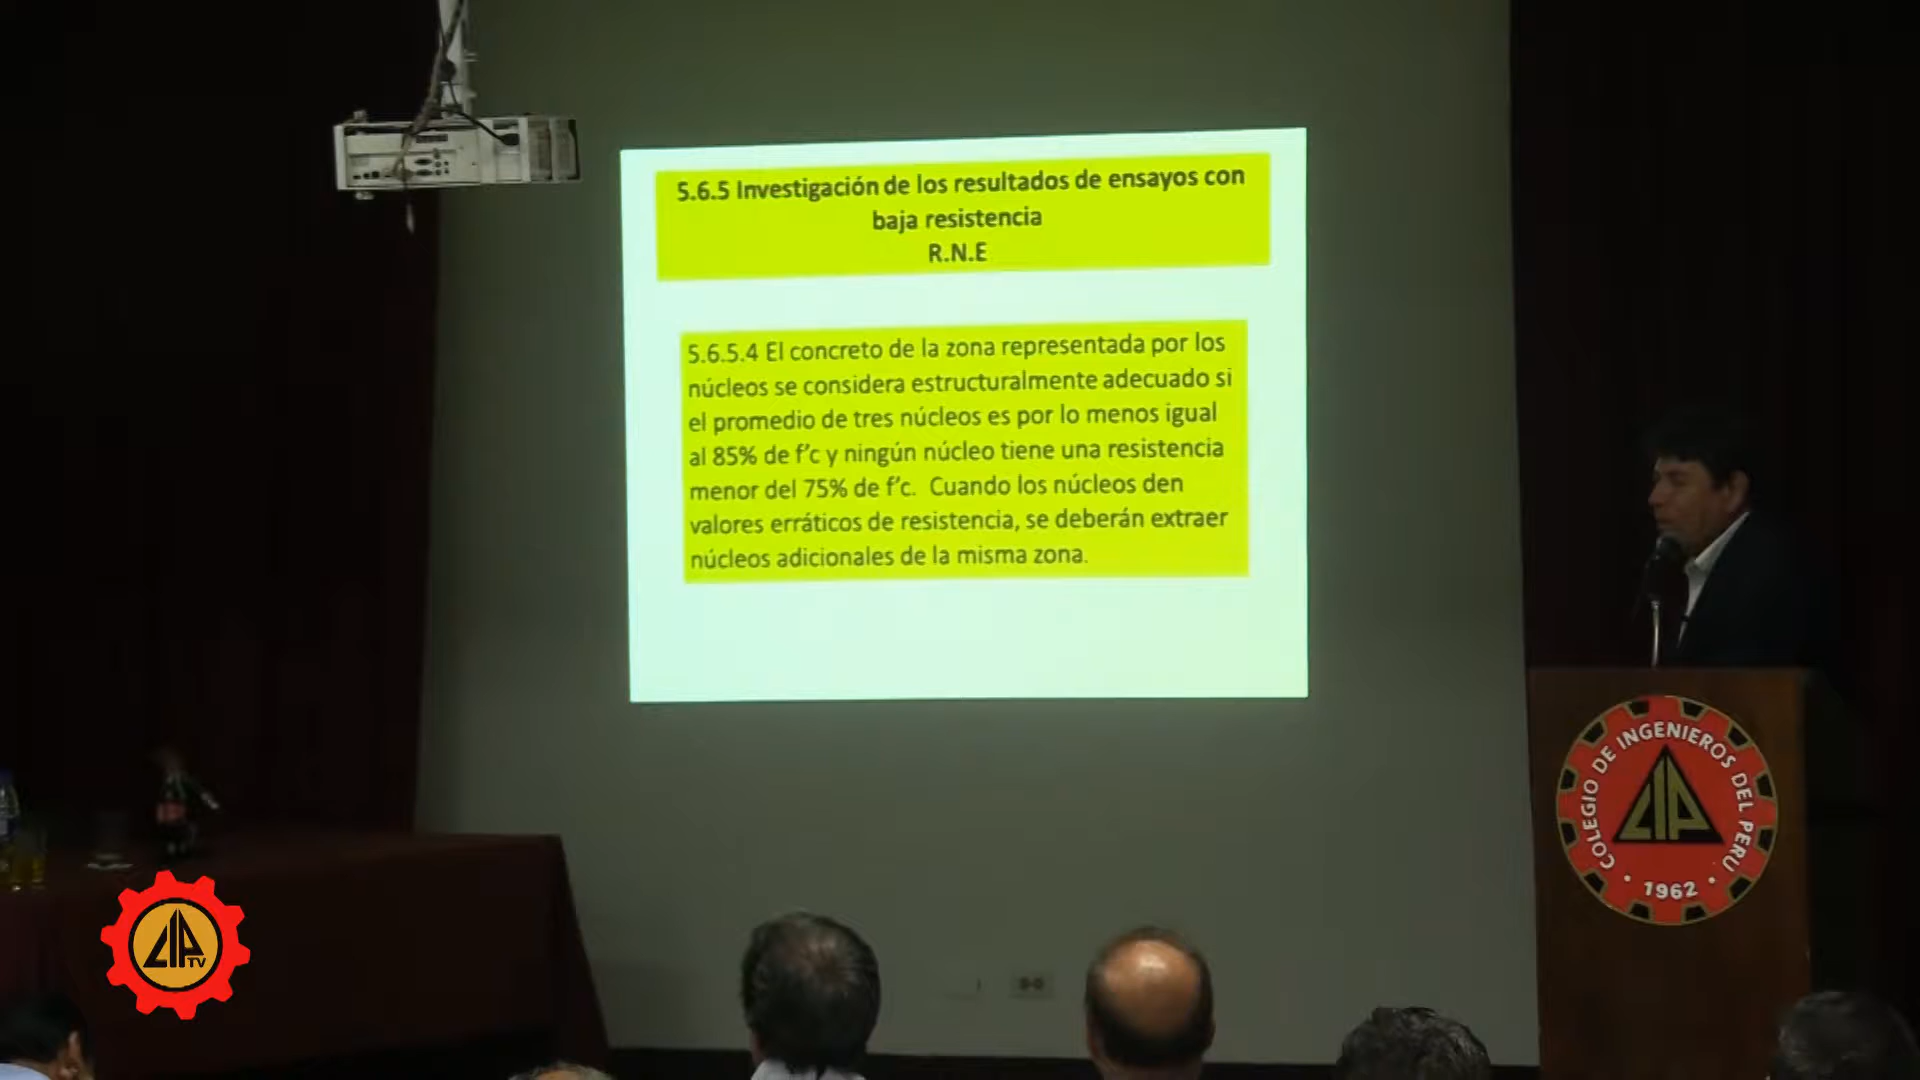 5.6.5 Investigación de los resultados de ensayos con
baja resistencia
R.N.E
5.6.5.4 El concreto de la zona representada por los
núcleos se considera estructuralmente adecuado si
el promedio de tres núcleos es por lo menos igual
al 85% de f'c y ningún núcleo tiene una resistencia
menor del 75% de f'c. Cuando los núcleos den
valores erráticos de resistencia, se deberán extraer
núcleos adicionales de la misma zona.
COLEGIO DE INGENIEROS DEL PERU
CIP
• 1962 •
CIP
TV